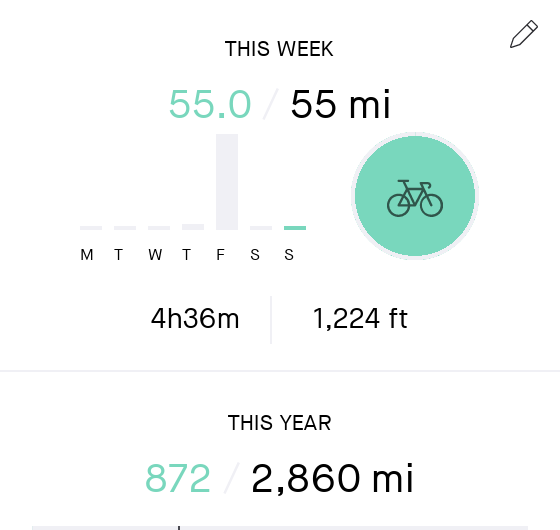 THIS WEEK
55.0 / 55 mi
M T W T F S S
4h36m 1,224 ft
THIS YEAR
872 / 2,860 mi